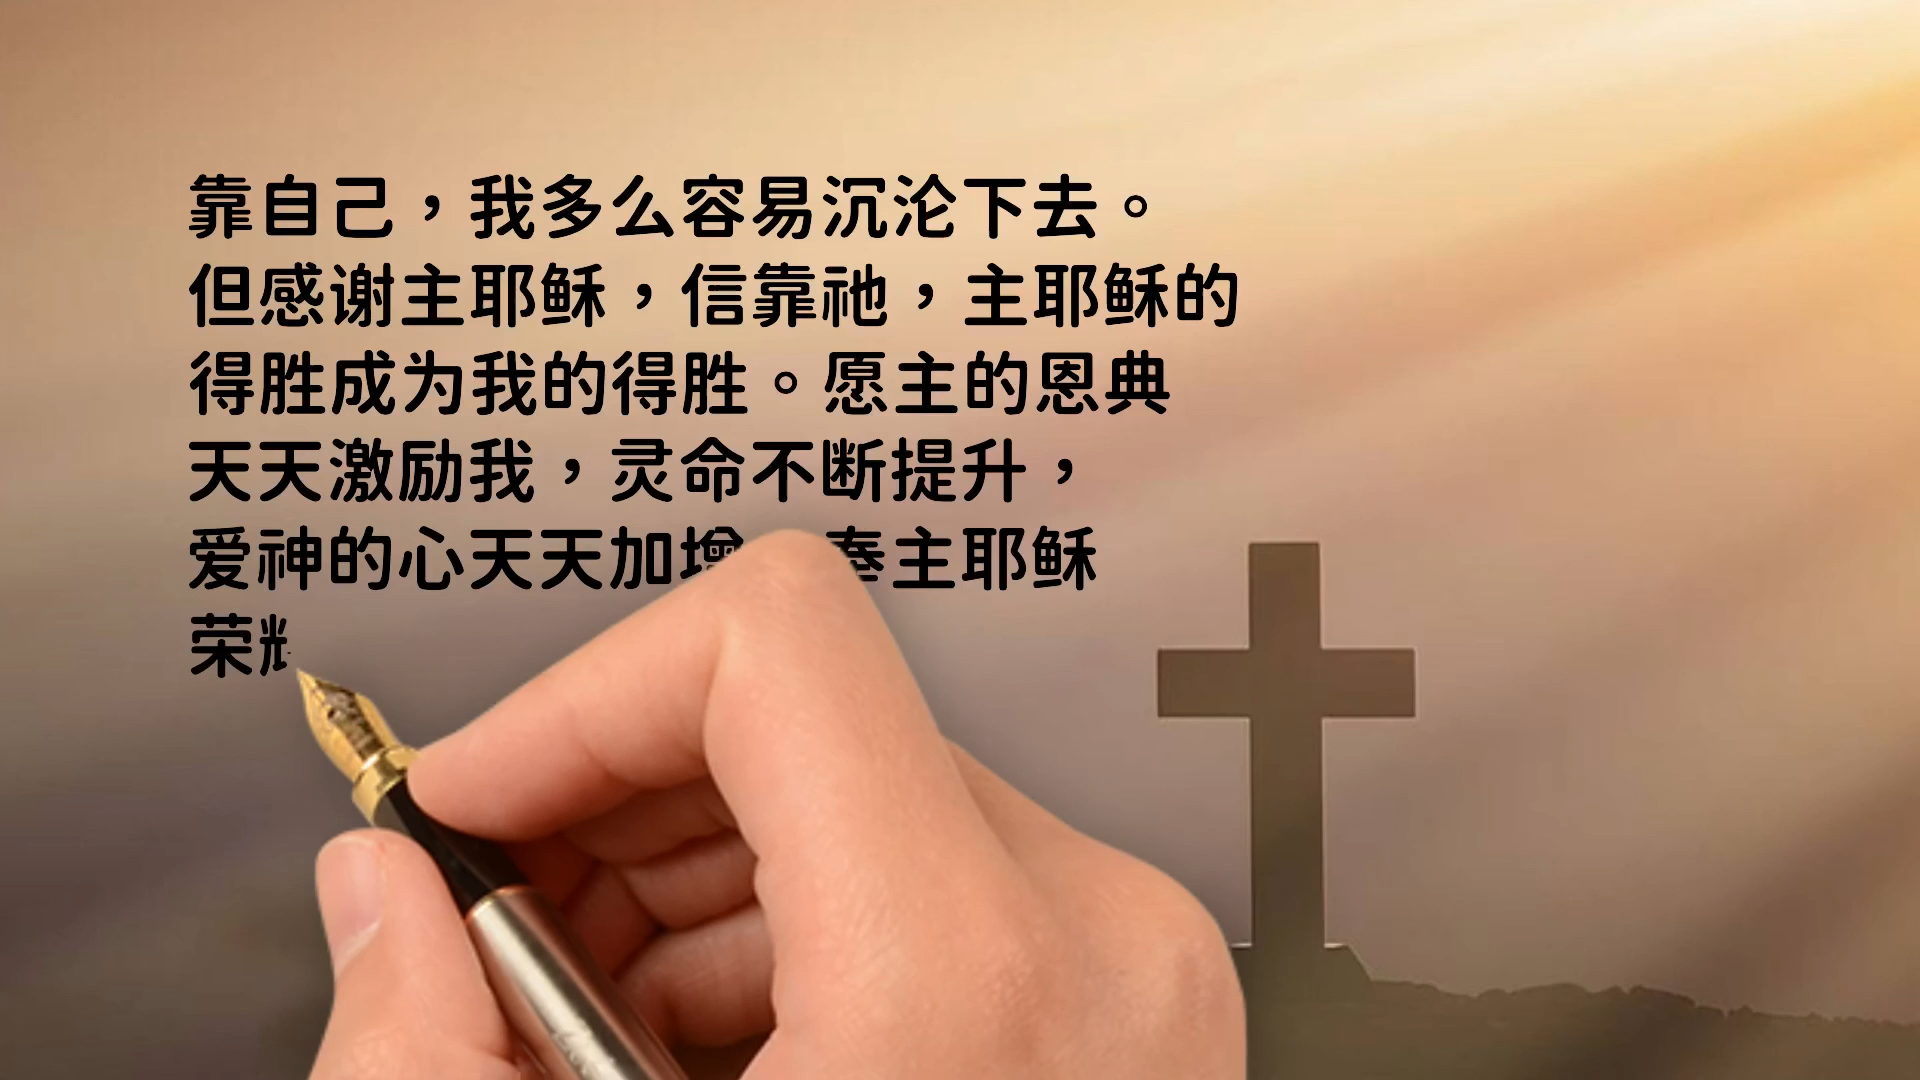 靠自己，我多么容易沉沦下去。
但感谢主耶稣，信靠祂，主耶稣的
得胜成为我的得胜。愿主的恩典
天天激励我，灵命不断提升，
爱神的心天天加增 奉主耶稣
荣